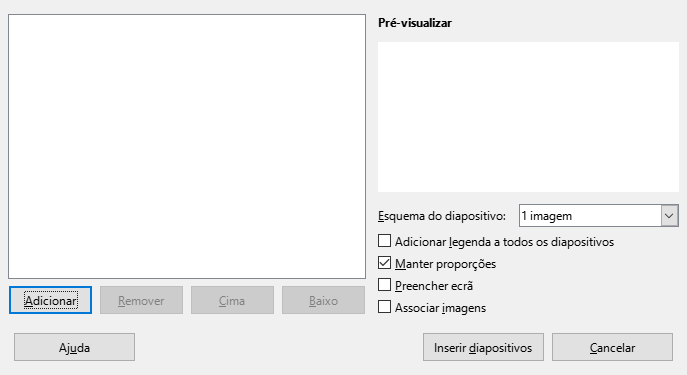 Pré-visualizar
Esquema do diapositivo: 1 imagem
Adicionar legenda a todos os diapositivos
Manter proporções
Preencher ecrã
Associar imagens
Adicionar Remover Cima Baixo
Ajuda Inserir diapositivos Cancelar